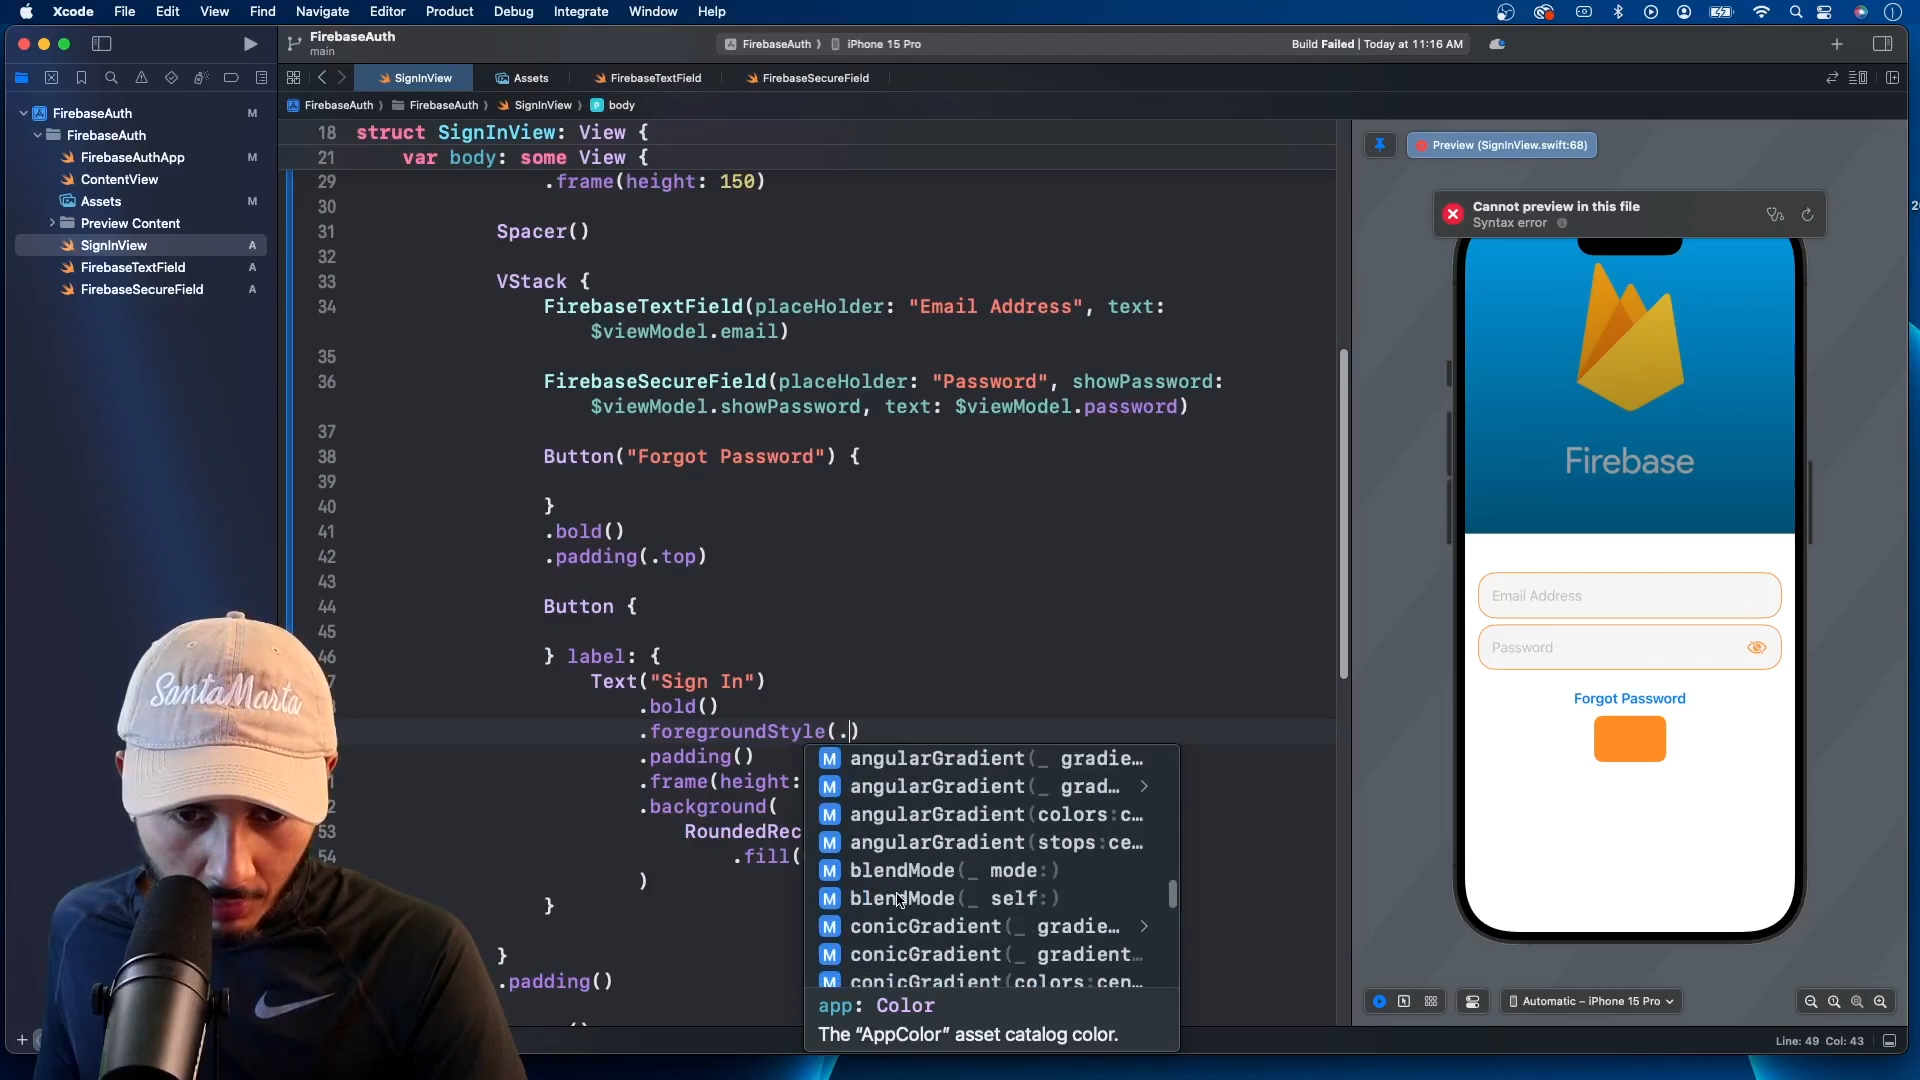 Xcode File Edit View Find Navigate Editor Product Debug Integrate Window Help
FirebaseAuth
main
FirebaseAuth ⟩ iPhone 15 Pro
Build Failed | Today at 11:16 AM
SignInView Assets FirebaseTextField FirebaseSecureField
FirebaseAuth ⟩ FirebaseAuth ⟩ SignInView ⟩ body
FirebaseAuth M
FirebaseAuth
FirebaseAuthApp M
ContentView
Assets M
Preview Content
SignInView A
FirebaseTextField A
FirebaseSecureField A
18 struct SignInView: View {
21 var body: some View {
29 .frame(height: 150)
30
31 Spacer()
32
33 VStack {
34 FirebaseTextField(placeHolder: "Email Address", text:
$viewModel.email)
35
36 FirebaseSecureField(placeHolder: "Password", showPassword:
$viewModel.showPassword, text: $viewModel.password)
37
38 Button("Forgot Password") {
39
40 }
41 .bold()
42 .padding(.top)
43
44 Button {
45
46 } label: {
Text("Sign In")
.bold()
.foregroundStyle(.)
.padding()
.frame(height:
.background(
53 RoundedRec
54 .fill(
)
}
}
.padding()
M angularGradient(_ gradie…
M angularGradient(_ grad…
M angularGradient(colors:c…
M angularGradient(stops:ce…
M blendMode(_ mode:)
M blendMode(_ self:)
M conicGradient(_ gradie…
M conicGradient(_ gradient…
M conicGradient(colors:cen…
app: Color
The “AppColor” asset catalog color.
Preview (SignInView.swift:68)
Cannot preview in this file
Syntax error
Firebase
Email Address
Password
Forgot Password
Automatic – iPhone 15 Pro
Line: 49 Col: 43
SantaMarta